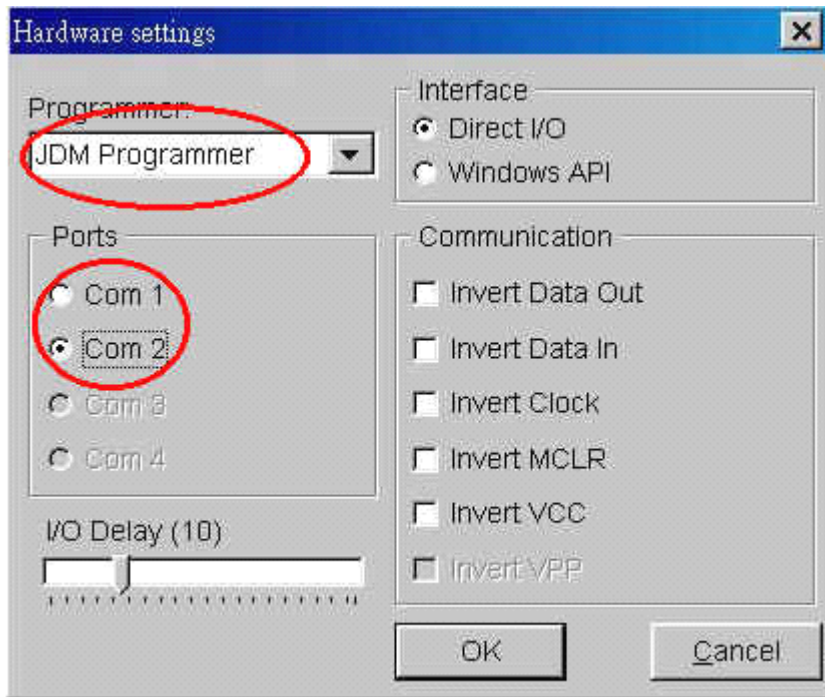 Hardware settings
Programmer:
JDM Programmer
Interface
Direct I/O
Windows API
Ports
Com 1
Com 2
Com 3
Com 4
Communication
Invert Data Out
Invert Data In
Invert Clock
Invert MCLR
Invert VCC
Invert VPP
I/O Delay (10)
OK
Cancel